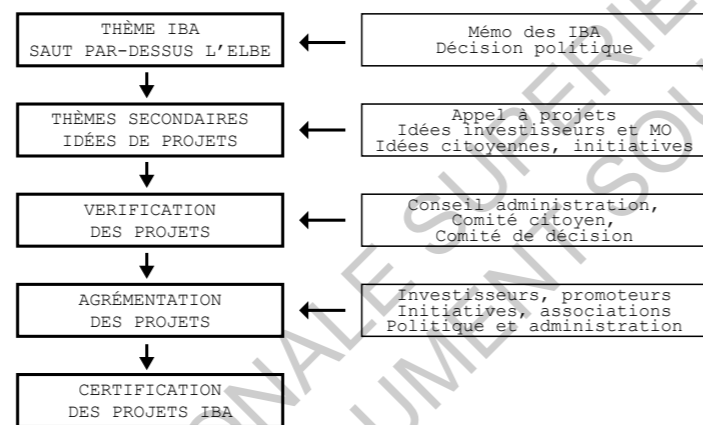 THÈME IBA
SAUT PAR-DESSUS L'ELBE
Mémo des IBA
Décision politique
THÈMES SECONDAIRES
IDÉES DE PROJETS
Appel à projets
Idées investisseurs et MO
Idées citoyennes, initiatives
VERIFICATION
DES PROJETS
Conseil administration,
Comité citoyen,
Comité de décision
AGRÉMENTATION
DES PROJETS
Investisseurs, promoteurs
Initiatives, associations
Politique et administration
CERTIFICATION
DES PROJETS IBA